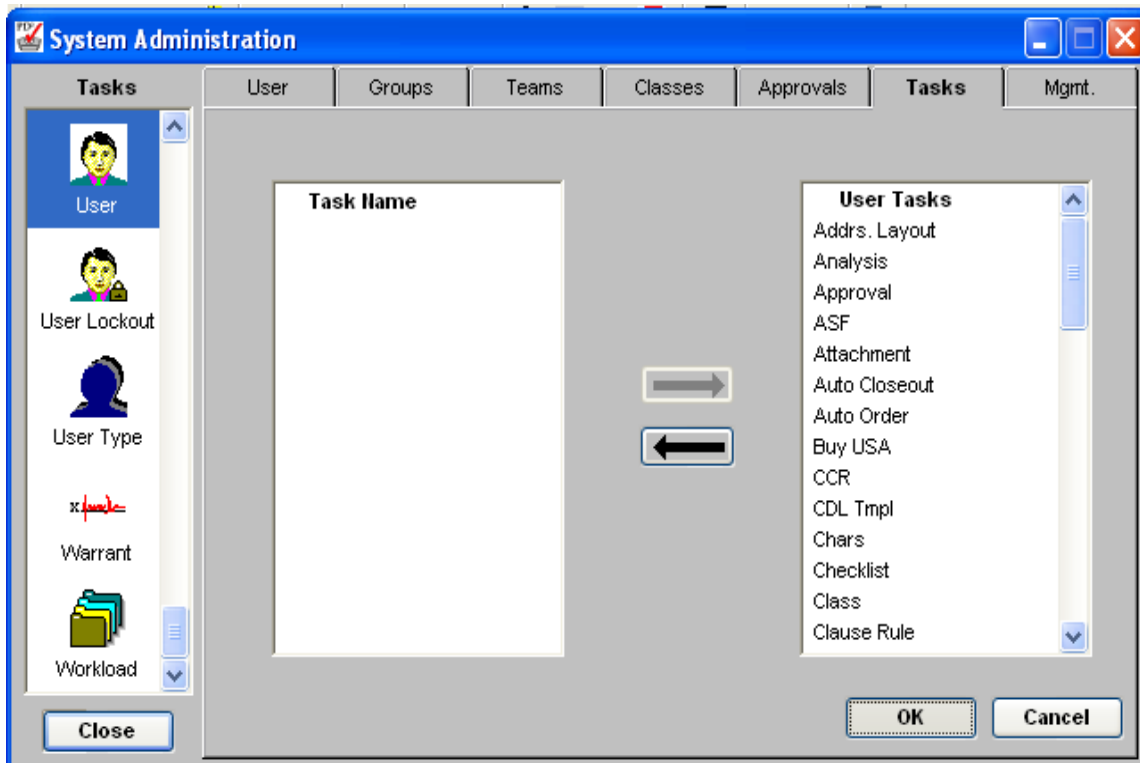 System Administration
Tasks
User
User Lockout
User Type
Warrant
Workload
Close
User
Groups
Teams
Classes
Approvals
Tasks
Mgmt.
Task Name
User Tasks
Addrs. Layout
Analysis
Approval
ASF
Attachment
Auto Closeout
Auto Order
Buy USA
CCR
CDL Tmpl
Chars
Checklist
Class
Clause Rule
OK
Cancel